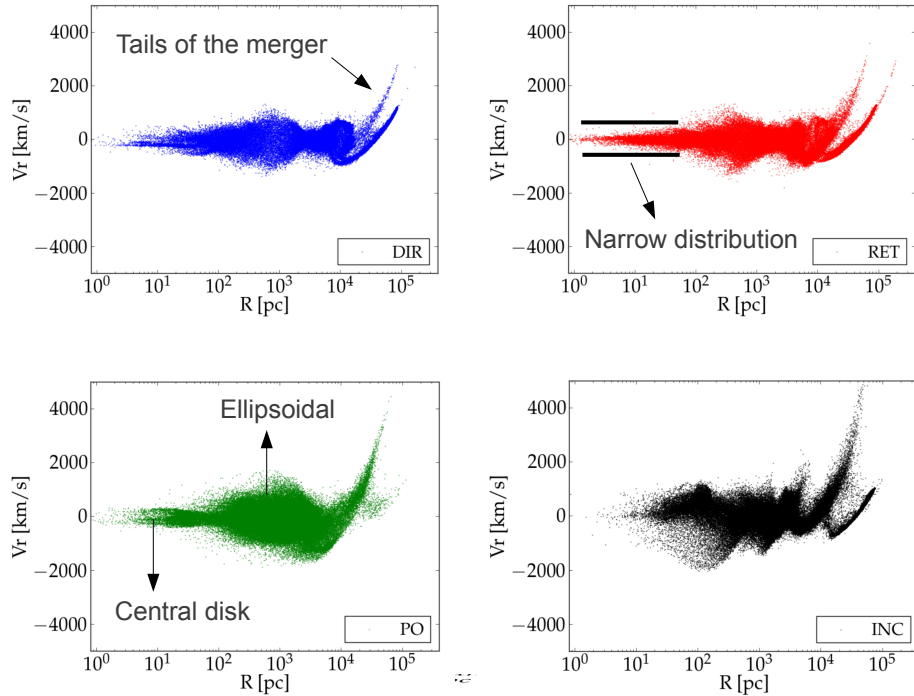 4000
2000
0
−2000
−4000
Vr [km/s]
Tails of the merger
DIR
10^0 10^1 10^2 10^3 10^4 10^5
R [pc]
4000
2000
0
−2000
−4000
Vr [km/s]
Narrow distribution
RET
10^0 10^1 10^2 10^3 10^4 10^5
R [pc]
4000
2000
0
−2000
−4000
Vr [km/s]
Ellipsoidal
Central disk
PO
10^0 10^1 10^2 10^3 10^4 10^5
R [pc]
4000
2000
0
−2000
−4000
Vr [km/s]
INC
10^0 10^1 10^2 10^3 10^4 10^5
R [pc]